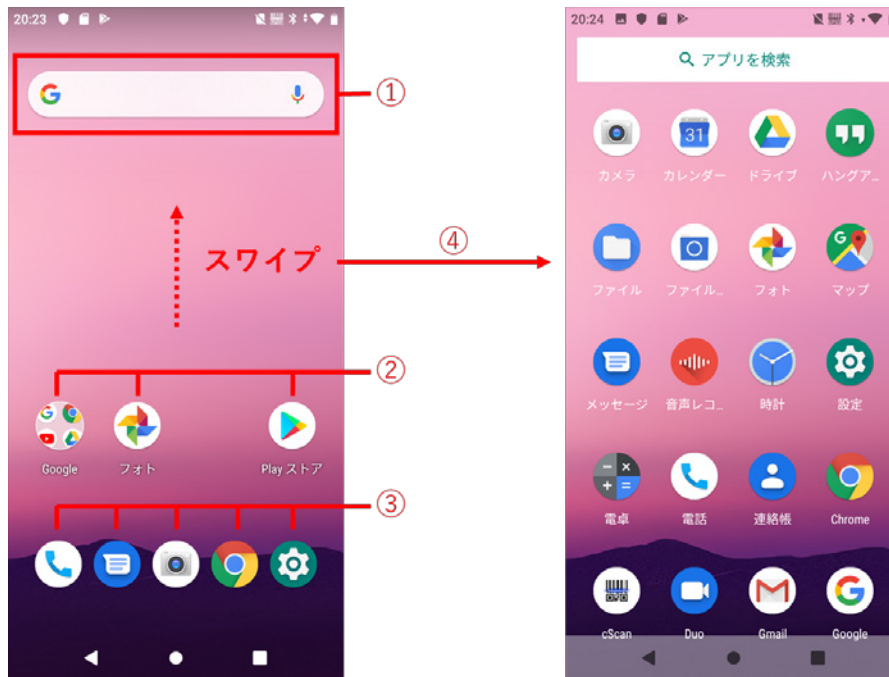 20:23
①
スワイプ
②
Google フォト Play ストア
③
④
20:24
アプリを検索
31
カメラ カレンダー ドライブ ハングア...
ファイル ファイル... フォト マップ
メッセージ 音声レコ... 時計 設定
電卓 電話 連絡帳 Chrome
cScan Duo Gmail Google